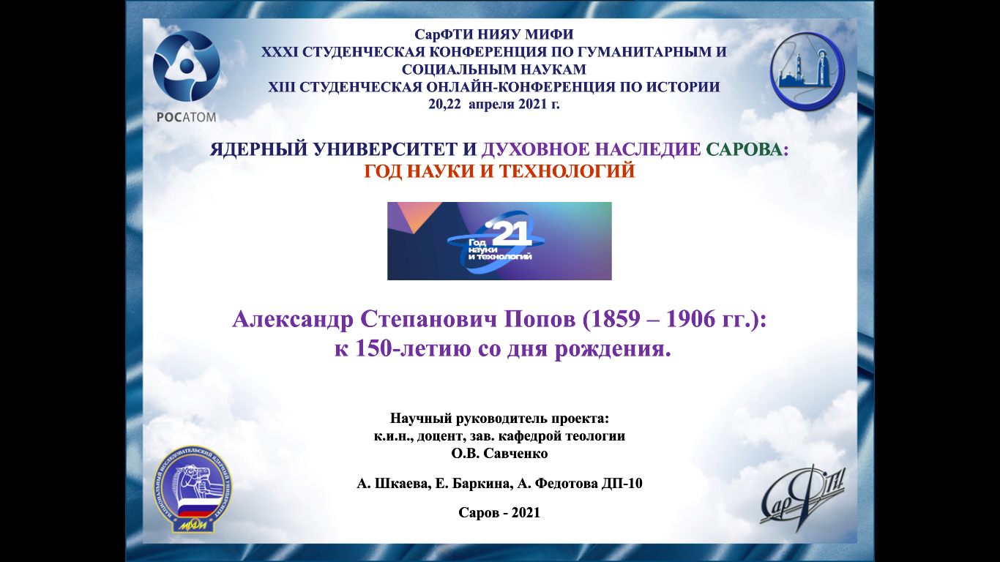 СарФТИ НИЯУ МИФИ
XXXI СТУДЕНЧЕСКАЯ КОНФЕРЕНЦИЯ ПО ГУМАНИТАРНЫМ И
СОЦИАЛЬНЫМ НАУКАМ
XIII СТУДЕНЧЕСКАЯ ОНЛАЙН-КОНФЕРЕНЦИЯ ПО ИСТОРИИ
20,22 апреля 2021 г.
РОСАТОМ
ЯДЕРНЫЙ УНИВЕРСИТЕТ И ДУХОВНОЕ НАСЛЕДИЕ САРОВА:
ГОД НАУКИ И ТЕХНОЛОГИЙ
'21
Год
науки
и технологий
Александр Степанович Попов (1859 – 1906 гг.):
к 150-летию со дня рождения.
Научный руководитель проекта:
к.и.н., доцент, зав. кафедрой теологии
О.В. Савченко
А. Шкаева, Е. Баркина, А. Федотова ДП-10
Саров - 2021
НАЦИОНАЛЬНЫЙ ИССЛЕДОВАТЕЛЬСКИЙ ЯДЕРНЫЙ УНИВЕРСИТЕТ
МИФИ
СарФТИ